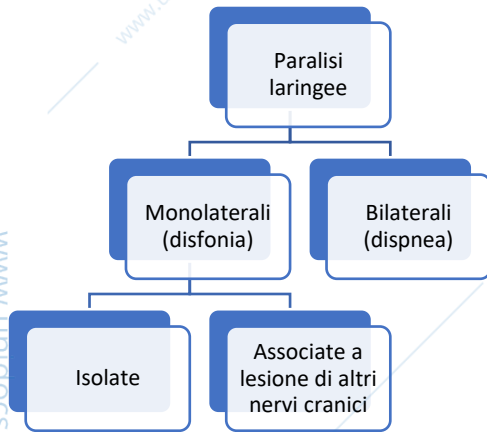 Paralisi
laringee
Monolaterali
(disfonia)
Bilaterali
(dispnea)
Isolate
Associate a
lesione di altri
nervi cranici